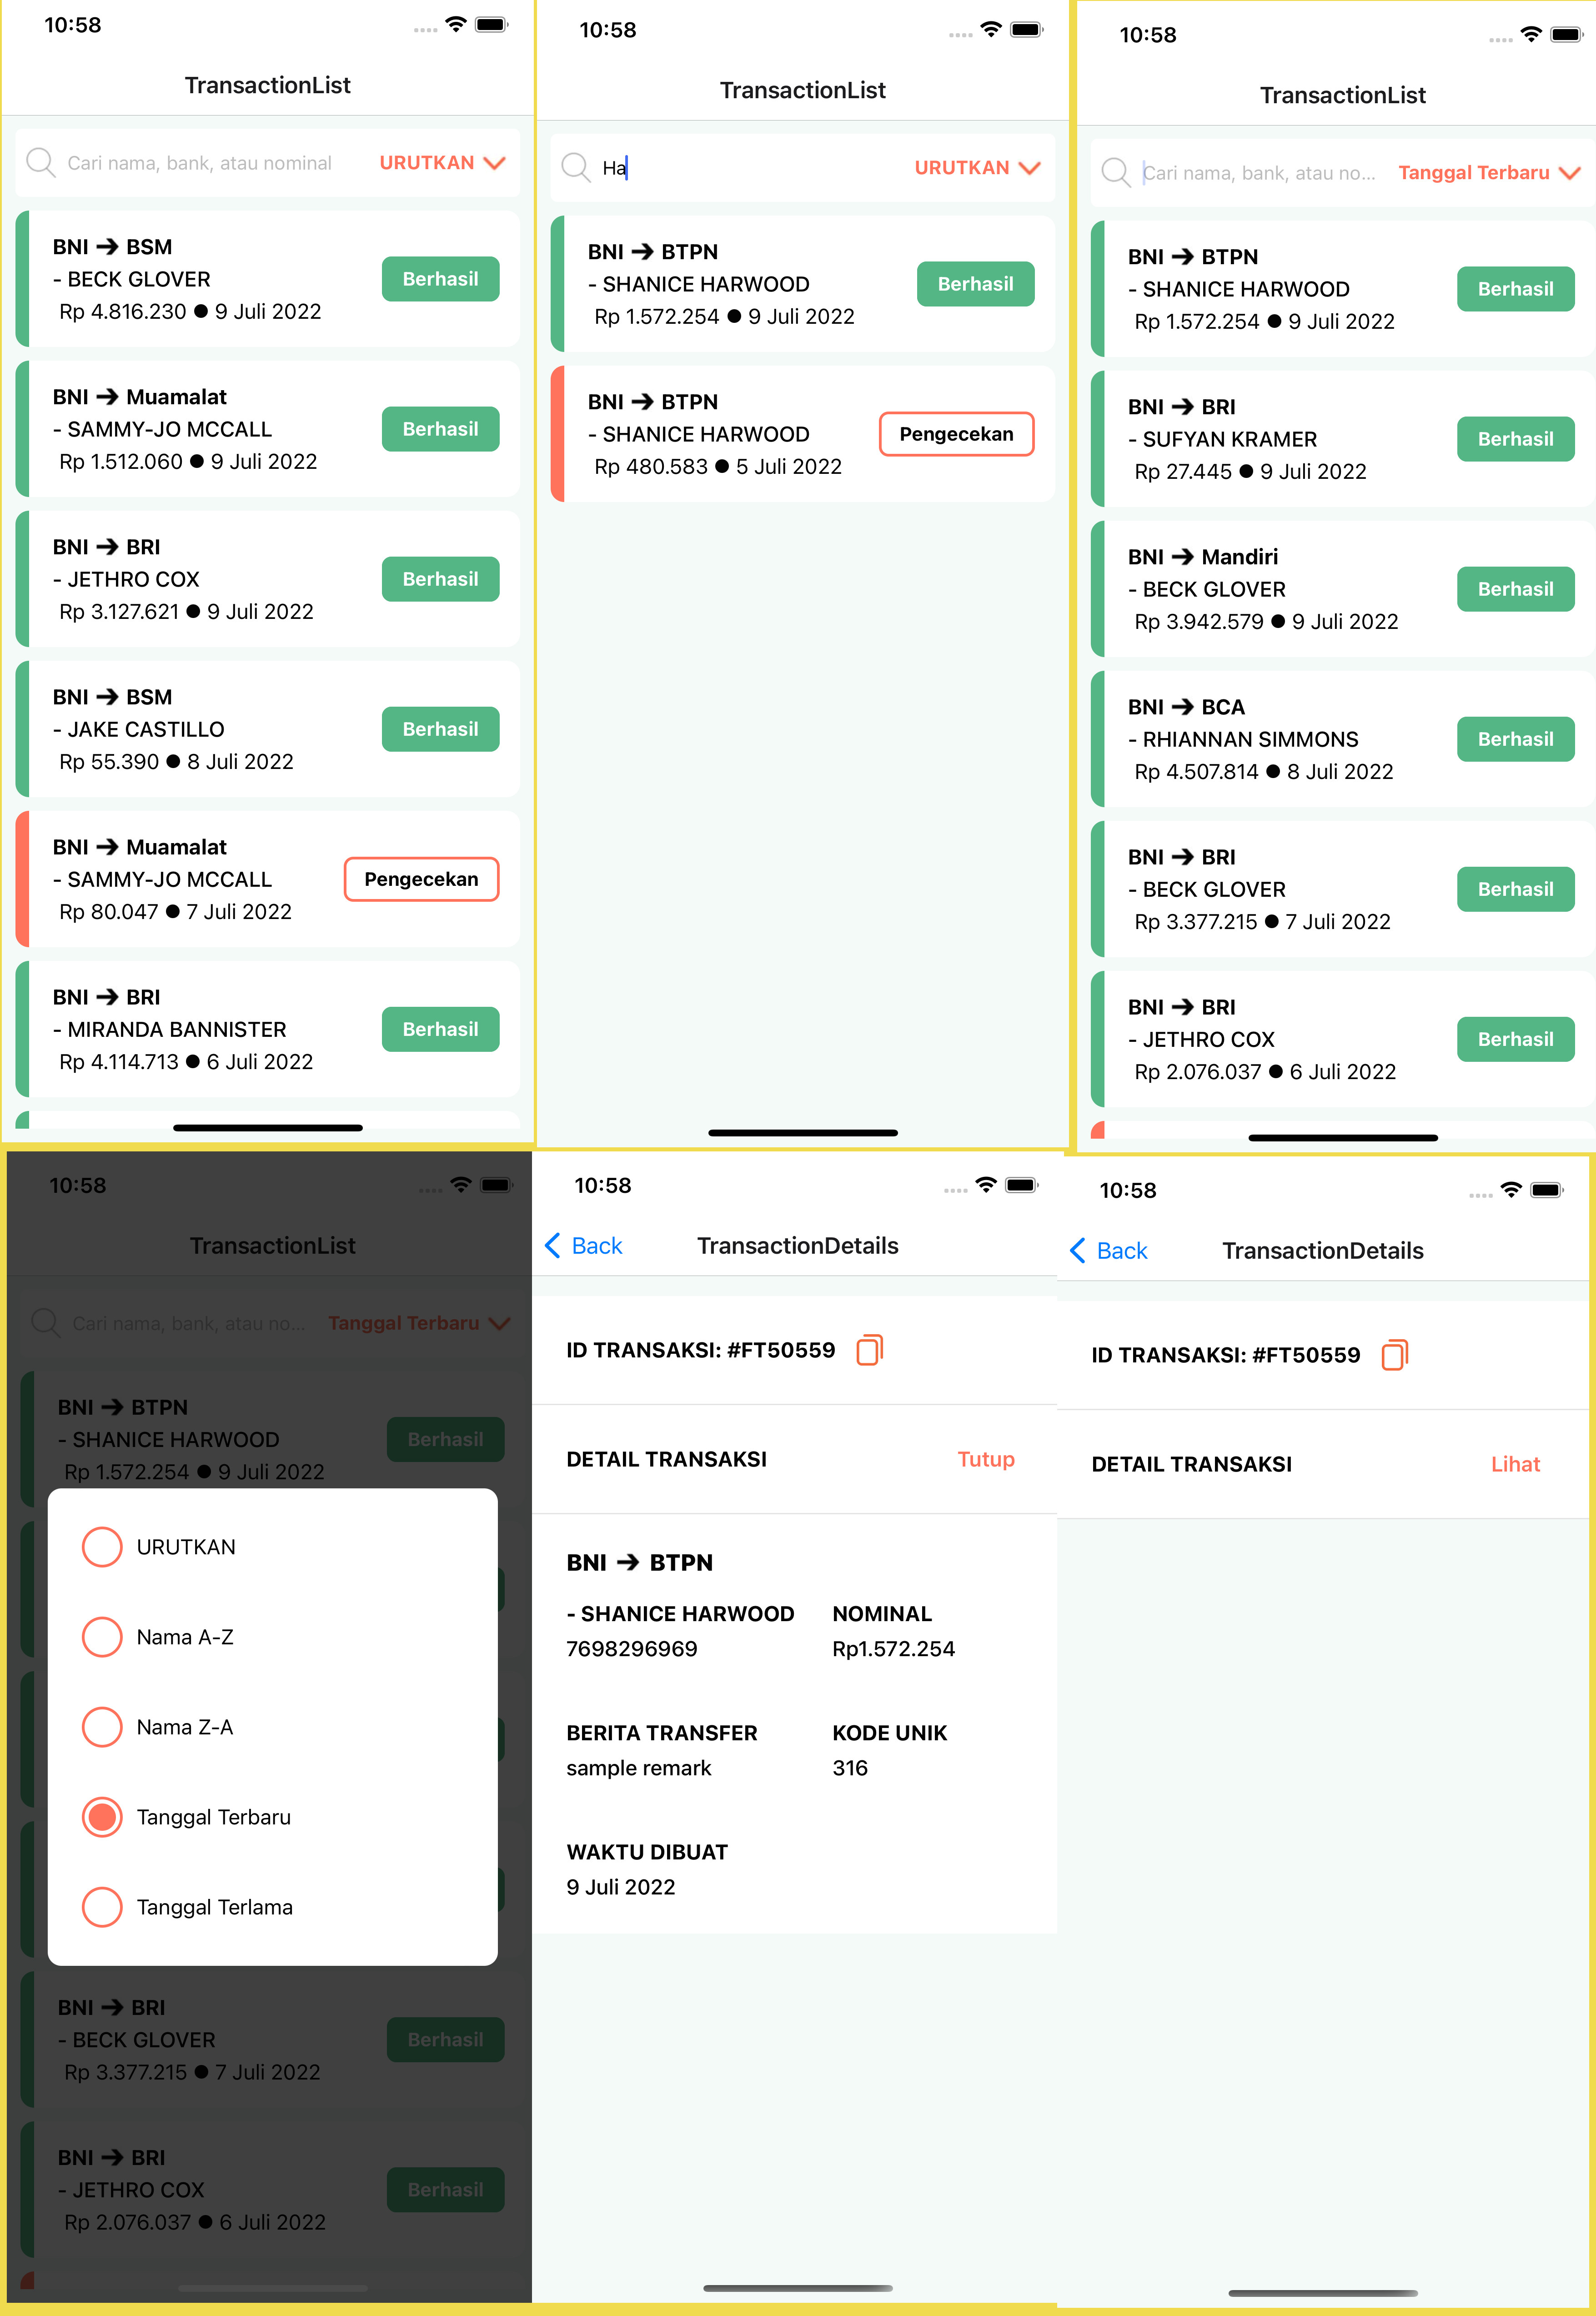 10:58
TransactionList
Cari nama, bank, atau nominal URUTKAN
BNI → BSM
- BECK GLOVER
Berhasil
Rp 4.816.230 ● 9 Juli 2022
BNI → Muamalat
- SAMMY-JO MCCALL
Berhasil
Rp 1.512.060 ● 9 Juli 2022
BNI → BRI
- JETHRO COX
Berhasil
Rp 3.127.621 ● 9 Juli 2022
BNI → BSM
- JAKE CASTILLO
Berhasil
Rp 55.390 ● 8 Juli 2022
BNI → Muamalat
- SAMMY-JO MCCALL
Pengecekan
Rp 80.047 ● 7 Juli 2022
BNI → BRI
- MIRANDA BANNISTER
Berhasil
Rp 4.114.713 ● 6 Juli 2022
10:58
TransactionList
Ha URUTKAN
BNI → BTPN
- SHANICE HARWOOD
Berhasil
Rp 1.572.254 ● 9 Juli 2022
BNI → BTPN
- SHANICE HARWOOD
Pengecekan
Rp 480.583 ● 5 Juli 2022
10:58
TransactionList
Cari nama, bank, atau no... Tanggal Terbaru
BNI → BTPN
- SHANICE HARWOOD
Berhasil
Rp 1.572.254 ● 9 Juli 2022
BNI → BRI
- SUFYAN KRAMER
Berhasil
Rp 27.445 ● 9 Juli 2022
BNI → Mandiri
- BECK GLOVER
Berhasil
Rp 3.942.579 ● 9 Juli 2022
BNI → BCA
- RHIANNAN SIMMONS
Berhasil
Rp 4.507.814 ● 8 Juli 2022
BNI → BRI
- BECK GLOVER
Berhasil
Rp 3.377.215 ● 7 Juli 2022
BNI → BRI
- JETHRO COX
Berhasil
Rp 2.076.037 ● 6 Juli 2022
10:58
TransactionList
Cari nama, bank, atau no... Tanggal Terbaru
BNI → BTPN
- SHANICE HARWOOD
Berhasil
Rp 1.572.254 ● 9 Juli 2022
URUTKAN
Nama A-Z
Nama Z-A
Tanggal Terbaru
Tanggal Terlama
BNI → BRI
- BECK GLOVER
Berhasil
Rp 3.377.215 ● 7 Juli 2022
BNI → BRI
- JETHRO COX
Berhasil
Rp 2.076.037 ● 6 Juli 2022
10:58
Back TransactionDetails
ID TRANSAKSI: #FT50559
DETAIL TRANSAKSI Tutup
BNI → BTPN
- SHANICE HARWOOD NOMINAL
7698296969 Rp1.572.254
BERITA TRANSFER KODE UNIK
sample remark 316
WAKTU DIBUAT
9 Juli 2022
10:58
Back TransactionDetails
ID TRANSAKSI: #FT50559
DETAIL TRANSAKSI Lihat